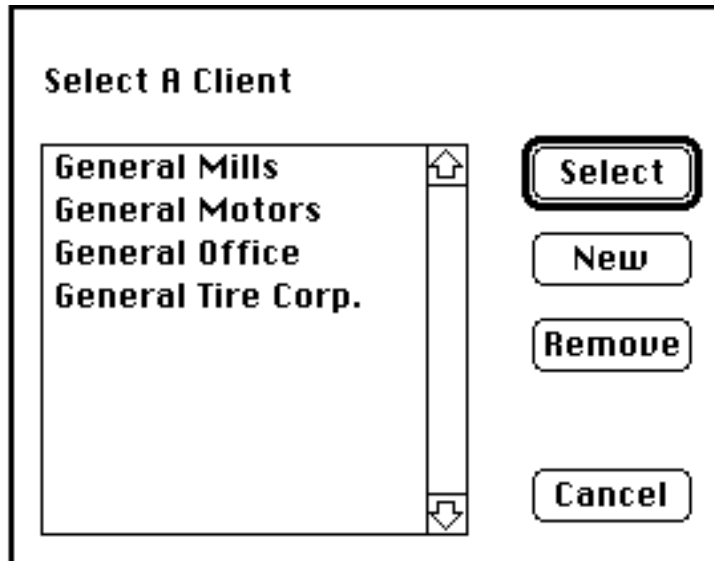 Select A Client
General Mills
General Motors
General Office
General Tire Corp.
Select
New
Remove
Cancel